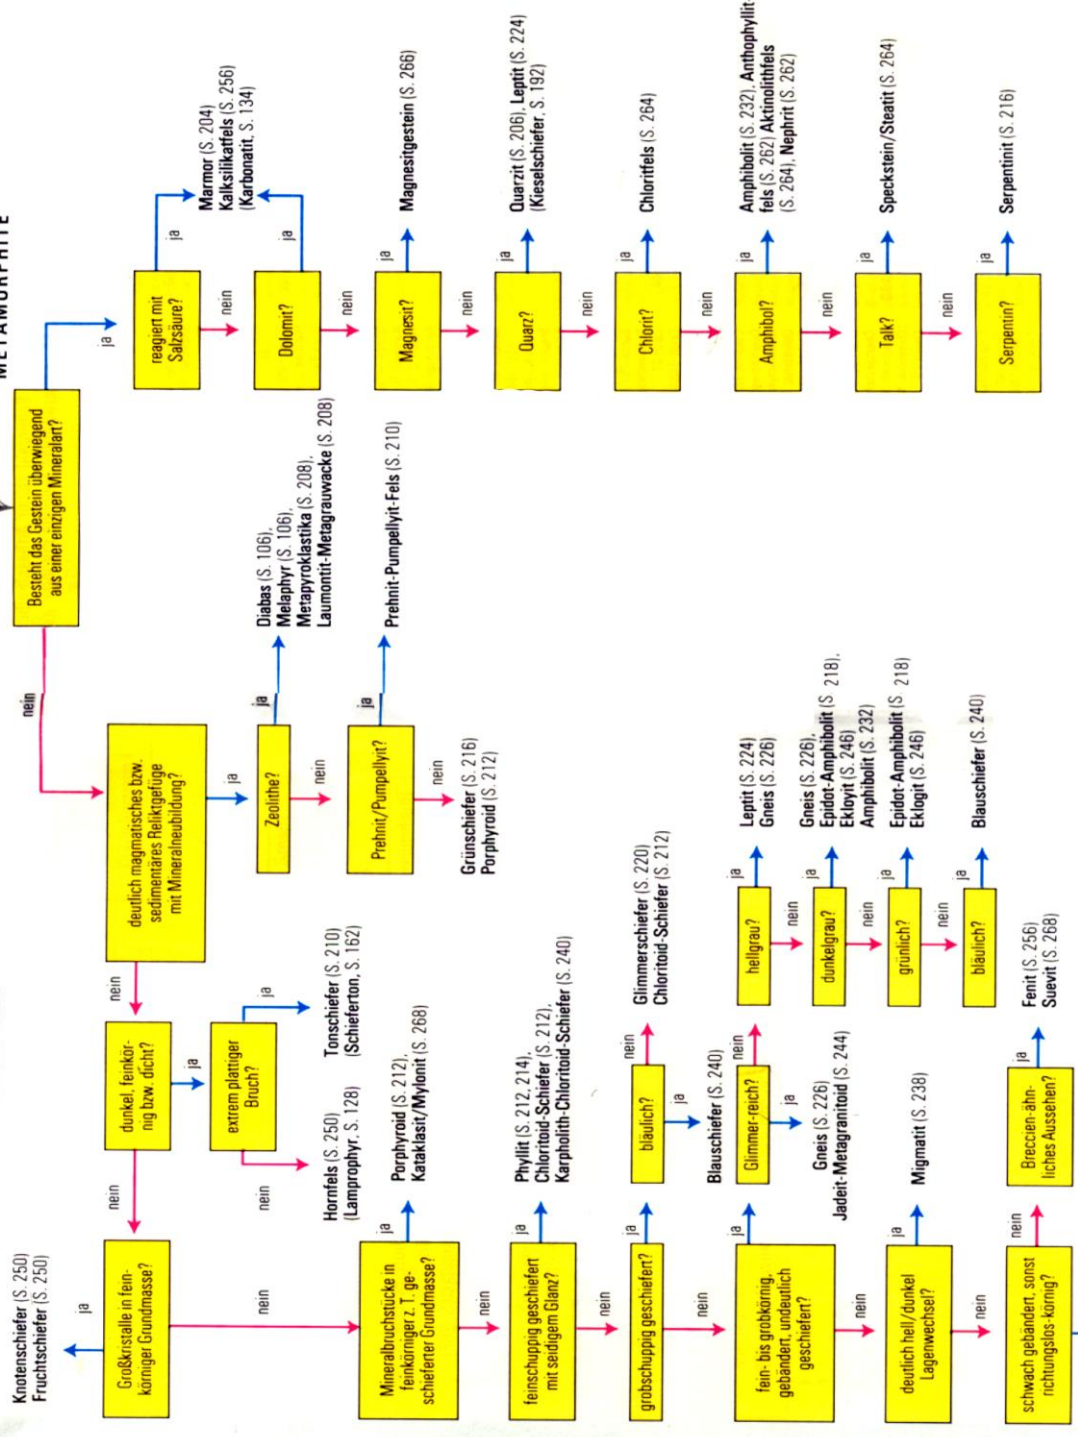 METAMORPHITE
Besteht das Gestein überwiegend
aus einer einzigen Mineralart?
ja
nein
reagiert mit
Salzsäure?
ja
nein
Marmor (S. 204)
Kalksilikatfels (S. 256)
(Karbonatit, S. 134)
Dolomit?
ja
nein
Magnesit?
ja
nein
Magnesitgestein (S. 266)
Quarz?
ja
nein
Quarzit (S. 206), Leptit (S. 224)
(Kieselschiefer, S. 192)
Chlorit?
ja
nein
Chloritfels (S. 264)
Amphibol?
ja
nein
Amphibolit (S. 232), Anthophyllit-
fels (S. 262) Aktinolithfels
(S. 264), Nephrit (S. 262)
Talk?
ja
nein
Speckstein/Steatit (S. 264)
Serpentin?
ja
Serpentinit (S. 216)
deutlich magmatisches bzw.
sedimentäres Reliktgefüge
mit Mineralneubildung?
ja
nein
Zeolithe?
ja
nein
Diabas (S. 106),
Melaphyr (S. 106),
Metapyroklastika (S. 208),
Laumontit-Metagrauwacke (S. 208)
Prehnit/Pumpellyit?
ja
nein
Prehnit-Pumpellyit-Fels (S. 210)
Grünschiefer (S. 216)
Porphyroid (S. 212)
dunkel, feinkör-
nig bzw. dicht?
ja
nein
extrem plattiger
Bruch?
ja
nein
Tonschiefer (S. 210)
(Schieferton, S. 162)
Hornfels (S. 250)
(Lamprophyr, S. 128)
Großkristalle in fein-
körniger Grundmasse?
ja
nein
Knotenschiefer (S. 250)
Fruchtschiefer (S. 250)
Mineralbruchstücke in
feinkörniger z. T. ge-
schieferter Grundmasse?
ja
nein
Porphyroid (S. 212),
Kataklasit/Mylonit (S. 268)
feinschuppig geschiefert
mit seidigem Glanz?
ja
nein
Phyllit (S. 212, 214),
Chloritoid-Schiefer (S. 212),
Karpholith-Chloritoid-Schiefer (S. 240)
grobschuppig geschiefert?
ja
nein
bläulich?
ja
nein
Glimmerschiefer (S. 220)
Chloritoid-Schiefer (S. 212)
Blauschiefer (S. 240)
fein- bis grobkörnig,
gebändert, undeutlich
geschiefert?
ja
nein
Glimmer-reich?
ja
nein
Gneis (S. 226)
Jadeit-Metagranitoid (S. 244)
hellgrau?
ja
nein
Leptit (S. 224)
Gneis (S. 226)
dunkelgrau?
ja
nein
Gneis (S. 226),
Epidot-Amphibolit (S 218),
Ekloyit (S. 246)
Amphibolit (S. 232)
grünlich?
ja
nein
Epidot-Amphibolit (S 218)
Eklogit (S. 246)
bläulich?
ja
Blauschiefer (S. 240)
deutlich hell/dunkel
Lagenwechsel?
ja
nein
Migmatit (S. 238)
schwach gebändert, sonst
richtungslos-körnig?
nein
Breccien-ähn-
liches Aussehen?
ja
Fenit (S. 256)
Suevit (S. 268)